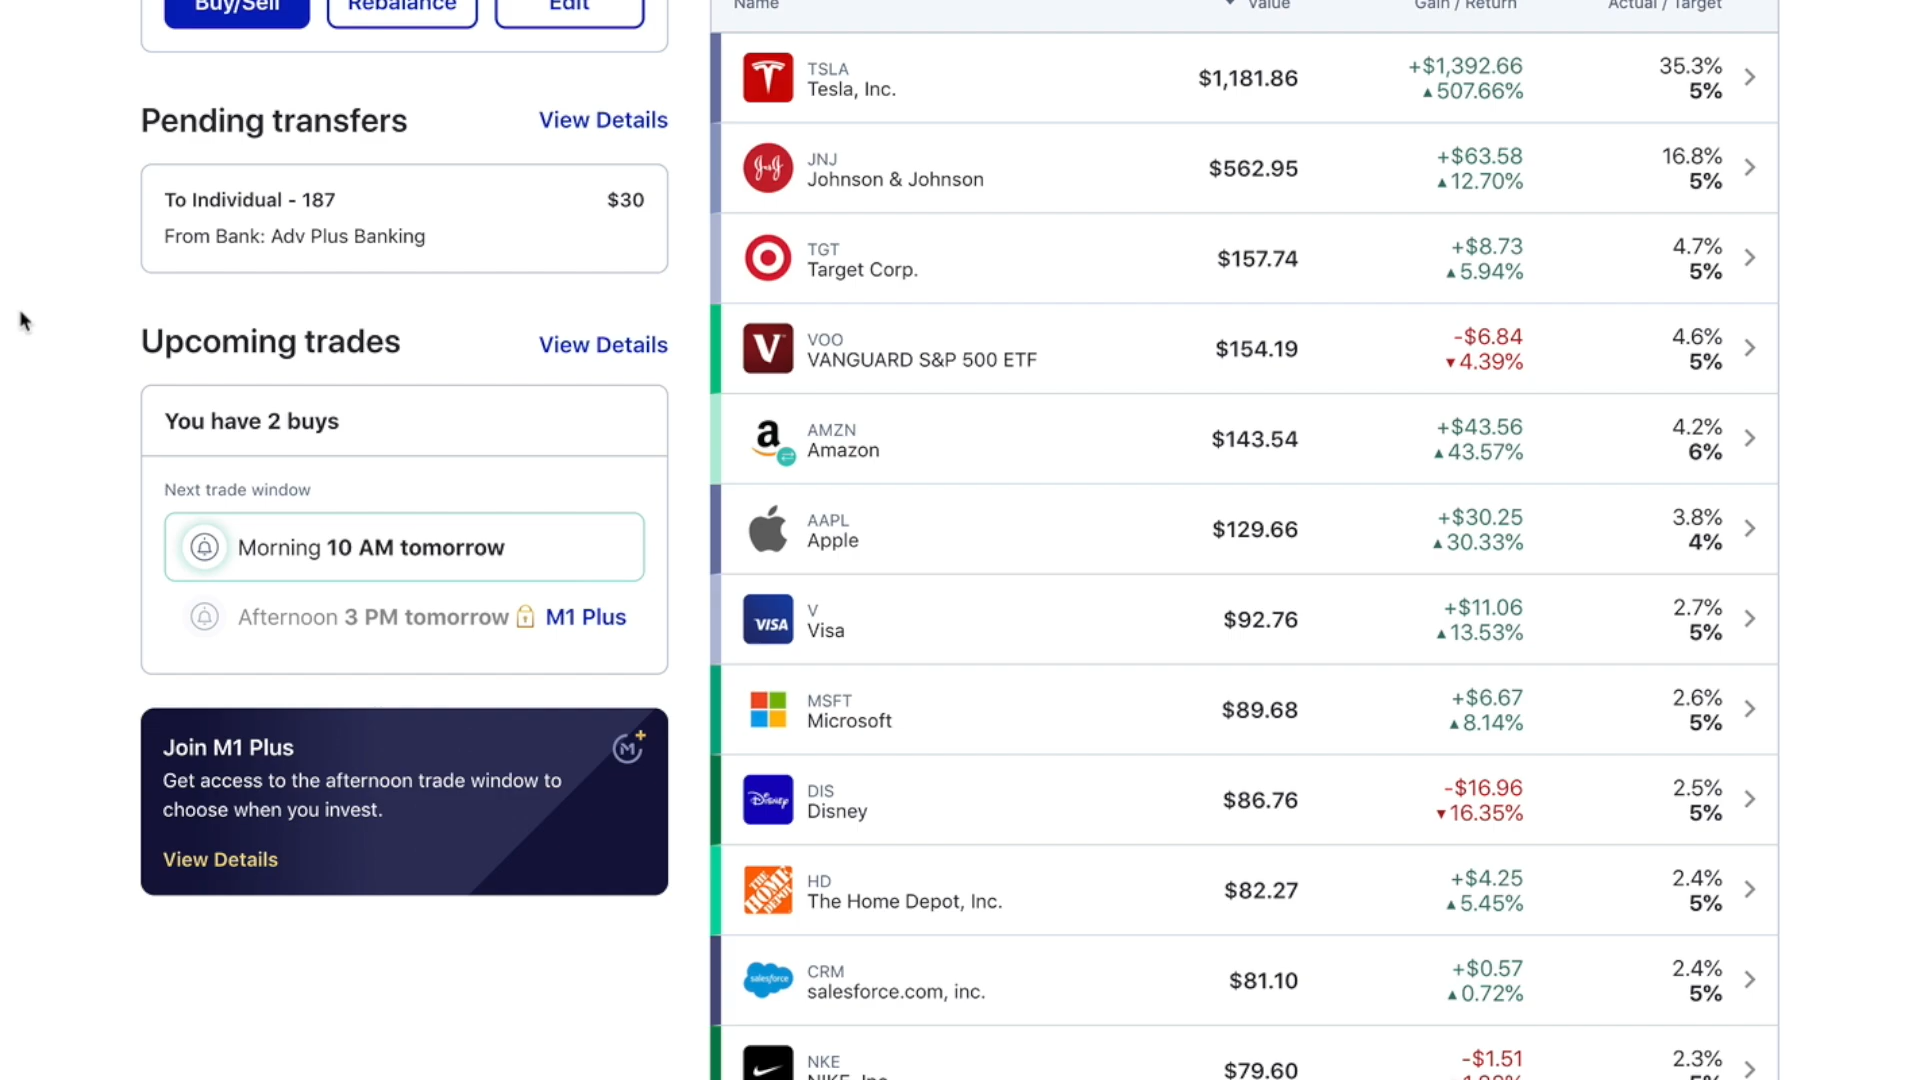 Buy/Sell
Rebalance
Edit
Pending transfers
View Details
To Individual - 187
$30
From Bank: Adv Plus Banking
Upcoming trades
View Details
You have 2 buys
Next trade window
Morning 10 AM tomorrow
Afternoon 3 PM tomorrow M1 Plus
Join M1 Plus
Get access to the afternoon trade window to
choose when you invest.
View Details
Name
Value
Gain / Return
Actual / Target
TSLA
Tesla, Inc.
$1,181.86
+$1,392.66
▲507.66%
35.3%
5%
JNJ
Johnson & Johnson
$562.95
+$63.58
▲12.70%
16.8%
5%
TGT
Target Corp.
$157.74
+$8.73
▲5.94%
4.7%
5%
VOO
VANGUARD S&P 500 ETF
$154.19
-$6.84
▼4.39%
4.6%
5%
AMZN
Amazon
$143.54
+$43.56
▲43.57%
4.2%
6%
AAPL
Apple
$129.66
+$30.25
▲30.33%
3.8%
4%
VISA
V
Visa
$92.76
+$11.06
▲13.53%
2.7%
5%
MSFT
Microsoft
$89.68
+$6.67
▲8.14%
2.6%
5%
Disney
DIS
Disney
$86.76
-$16.96
▼16.35%
2.5%
5%
THE HOME DEPOT
HD
The Home Depot, Inc.
$82.27
+$4.25
▲5.45%
2.4%
5%
salesforce
CRM
salesforce.com, inc.
$81.10
+$0.57
▲0.72%
2.4%
5%
NKE
NIKE, Inc.
$79.60
-$1.51
2.3%